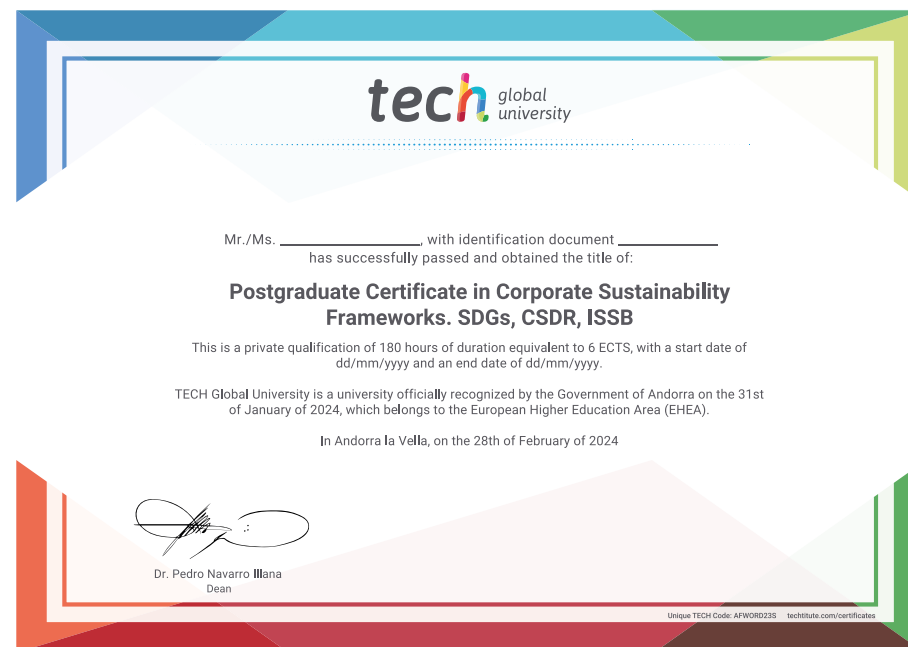 tech global
university
Mr./Ms. ____________, with identification document ____________
has successfully passed and obtained the title of:
Postgraduate Certificate in Corporate Sustainability
Frameworks. SDGs, CSDR, ISSB
This is a private qualification of 180 hours of duration equivalent to 6 ECTS, with a start date of
dd/mm/yyyy and an end date of dd/mm/yyyy.
TECH Global University is a university officially recognized by the Government of Andorra on the 31st
of January of 2024, which belongs to the European Higher Education Area (EHEA).
In Andorra la Vella, on the 28th of February of 2024
Dr. Pedro Navarro Illana
Dean
Unique TECH Code: AFWORD23S techtitute.com/certificates